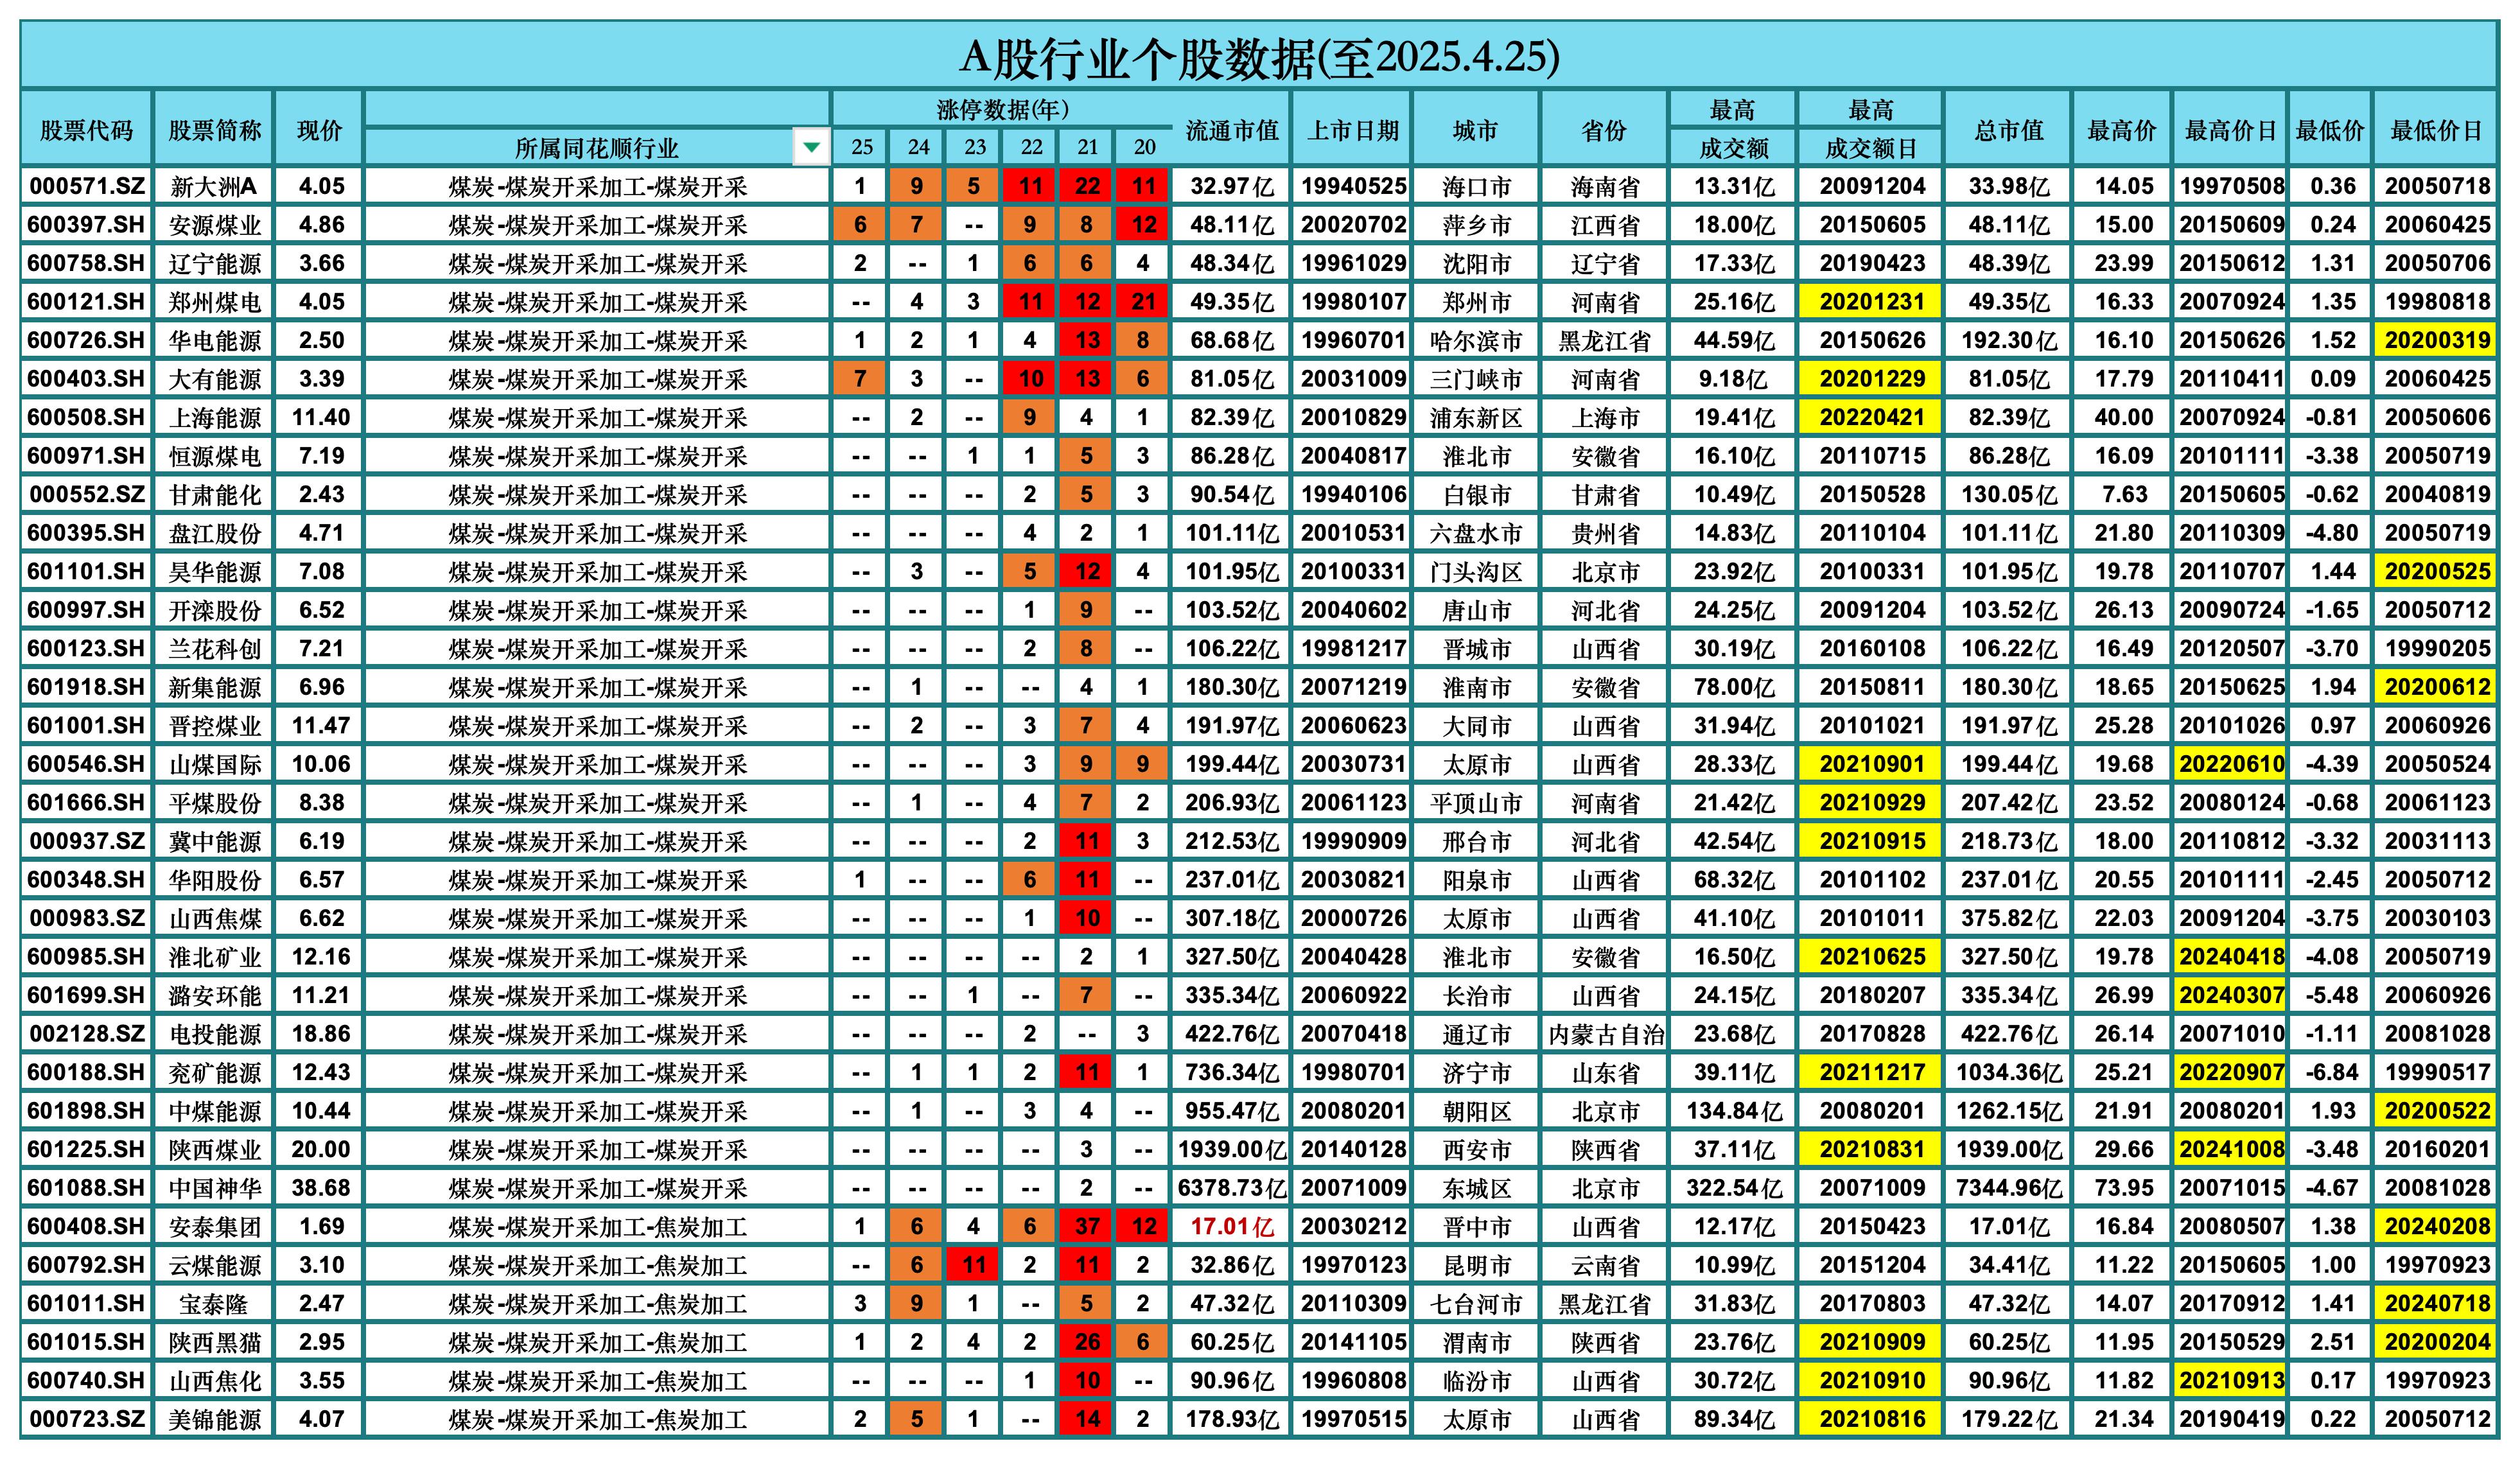 A股行业个股数据(至2025.4.25)
股票代码 股票简称 现价 所属同花顺行业 涨停数据(年) 流通市值 上市日期 城市 省份 最高 最高 总市值 最高价 最高价日 最低价 最低价日
25 24 23 22 21 20 成交额 成交额日
000571.SZ 新大洲A 4.05 煤炭-煤炭开采加工-煤炭开采 1 9 5 11 22 11 32.97亿 19940525 海口市 海南省 13.31亿 20091204 33.98亿 14.05 19970508 0.36 20050718
600397.SH 安源煤业 4.86 煤炭-煤炭开采加工-煤炭开采 6 7 -- 9 8 12 48.11亿 20020702 萍乡市 江西省 18.00亿 20150605 48.11亿 15.00 20150609 0.24 20060425
600758.SH 辽宁能源 3.66 煤炭-煤炭开采加工-煤炭开采 2 -- 1 6 6 4 48.34亿 19961029 沈阳市 辽宁省 17.33亿 20190423 48.39亿 23.99 20150612 1.31 20050706
600121.SH 郑州煤电 4.05 煤炭-煤炭开采加工-煤炭开采 -- 4 3 11 12 21 49.35亿 19980107 郑州市 河南省 25.16亿 20201231 49.35亿 16.33 20070924 1.35 19980818
600726.SH 华电能源 2.50 煤炭-煤炭开采加工-煤炭开采 1 2 1 4 13 8 68.68亿 19960701 哈尔滨市 黑龙江省 44.59亿 20150626 192.30亿 16.10 20150626 1.52 20200319
600403.SH 大有能源 3.39 煤炭-煤炭开采加工-煤炭开采 7 3 -- 10 13 6 81.05亿 20031009 三门峡市 河南省 9.18亿 20201229 81.05亿 17.79 20110411 0.09 20060425
600508.SH 上海能源 11.40 煤炭-煤炭开采加工-煤炭开采 -- 2 -- 9 4 1 82.39亿 20010829 浦东新区 上海市 19.41亿 20220421 82.39亿 40.00 20070924 -0.81 20050606
600971.SH 恒源煤电 7.19 煤炭-煤炭开采加工-煤炭开采 -- -- 1 1 5 3 86.28亿 20040817 淮北市 安徽省 16.10亿 20110715 86.28亿 16.09 20101111 -3.38 20050719
000552.SZ 甘肃能化 2.43 煤炭-煤炭开采加工-煤炭开采 -- -- -- 2 5 3 90.54亿 19940106 白银市 甘肃省 10.49亿 20150528 130.05亿 7.63 20150605 -0.62 20040819
600395.SH 盘江股份 4.71 煤炭-煤炭开采加工-煤炭开采 -- -- -- 4 2 1 101.11亿 20010531 六盘水市 贵州省 14.83亿 20110104 101.11亿 21.80 20110309 -4.80 20050719
601101.SH 昊华能源 7.08 煤炭-煤炭开采加工-煤炭开采 -- 3 -- 5 12 4 101.95亿 20100331 门头沟区 北京市 23.92亿 20100331 101.95亿 19.78 20110707 1.44 20200525
600997.SH 开滦股份 6.52 煤炭-煤炭开采加工-煤炭开采 -- -- -- 1 9 -- 103.52亿 20040602 唐山市 河北省 24.25亿 20091204 103.52亿 26.13 20090724 -1.65 20050712
600123.SH 兰花科创 7.21 煤炭-煤炭开采加工-煤炭开采 -- -- -- 2 8 -- 106.22亿 19981217 晋城市 山西省 30.19亿 20160108 106.22亿 16.49 20120507 -3.70 19990205
601918.SH 新集能源 6.96 煤炭-煤炭开采加工-煤炭开采 -- 1 -- -- 4 1 180.30亿 20071219 淮南市 安徽省 78.00亿 20150811 180.30亿 18.65 20150625 1.94 20200612
601001.SH 晋控煤业 11.47 煤炭-煤炭开采加工-煤炭开采 -- 2 -- 3 7 4 191.97亿 20060623 大同市 山西省 31.94亿 20101021 191.97亿 25.28 20101026 0.97 20060926
600546.SH 山煤国际 10.06 煤炭-煤炭开采加工-煤炭开采 -- -- -- 3 9 9 199.44亿 20030731 太原市 山西省 28.33亿 20210901 199.44亿 19.68 20220610 -4.39 20050524
601666.SH 平煤股份 8.38 煤炭-煤炭开采加工-煤炭开采 -- 1 -- 4 7 2 206.93亿 20061123 平顶山市 河南省 21.42亿 20210929 207.42亿 23.52 20080124 -0.68 20061123
000937.SZ 冀中能源 6.19 煤炭-煤炭开采加工-煤炭开采 -- -- -- 2 11 3 212.53亿 19990909 邢台市 河北省 42.54亿 20210915 218.73亿 18.00 20110812 -3.32 20031113
600348.SH 华阳股份 6.57 煤炭-煤炭开采加工-煤炭开采 1 -- -- 6 11 -- 237.01亿 20030821 阳泉市 山西省 68.32亿 20101102 237.01亿 20.55 20101111 -2.45 20050712
000983.SZ 山西焦煤 6.62 煤炭-煤炭开采加工-煤炭开采 -- -- -- 1 10 -- 307.18亿 20000726 太原市 山西省 41.10亿 20101011 375.82亿 22.03 20091204 -3.75 20030103
600985.SH 淮北矿业 12.16 煤炭-煤炭开采加工-煤炭开采 -- -- -- -- 2 1 327.50亿 20040428 淮北市 安徽省 16.50亿 20210625 327.50亿 19.78 20240418 -4.08 20050719
601699.SH 潞安环能 11.21 煤炭-煤炭开采加工-煤炭开采 -- -- 1 -- 7 -- 335.34亿 20060922 长治市 山西省 24.15亿 20180207 335.34亿 26.99 20240307 -5.48 20060926
002128.SZ 电投能源 18.86 煤炭-煤炭开采加工-煤炭开采 -- -- -- 2 -- 3 422.76亿 20070418 通辽市 内蒙古自治 23.68亿 20170828 422.76亿 26.14 20071010 -1.11 20081028
600188.SH 兖矿能源 12.43 煤炭-煤炭开采加工-煤炭开采 -- 1 1 2 11 1 736.34亿 19980701 济宁市 山东省 39.11亿 20211217 1034.36亿 25.21 20220907 -6.84 19990517
601898.SH 中煤能源 10.44 煤炭-煤炭开采加工-煤炭开采 -- 1 -- 3 4 -- 955.47亿 20080201 朝阳区 北京市 134.84亿 20080201 1262.15亿 21.91 20080201 1.93 20200522
601225.SH 陕西煤业 20.00 煤炭-煤炭开采加工-煤炭开采 -- -- -- -- 3 -- 1939.00亿 20140128 西安市 陕西省 37.11亿 20210831 1939.00亿 29.66 20241008 -3.48 20160201
601088.SH 中国神华 38.68 煤炭-煤炭开采加工-煤炭开采 -- -- -- -- 2 -- 6378.73亿 20071009 东城区 北京市 322.54亿 20071009 7344.96亿 73.95 20071015 -4.67 20081028
600408.SH 安泰集团 1.69 煤炭-煤炭开采加工-焦炭加工 1 6 4 6 37 12 17.01亿 20030212 晋中市 山西省 12.17亿 20150423 17.01亿 16.84 20080507 1.38 20240208
600792.SH 云煤能源 3.10 煤炭-煤炭开采加工-焦炭加工 -- 6 11 2 11 2 32.86亿 19970123 昆明市 云南省 10.99亿 20151204 34.41亿 11.22 20150605 1.00 19970923
601011.SH 宝泰隆 2.47 煤炭-煤炭开采加工-焦炭加工 3 9 1 -- 5 2 47.32亿 20110309 七台河市 黑龙江省 31.83亿 20170803 47.32亿 14.07 20170912 1.41 20240718
601015.SH 陕西黑猫 2.95 煤炭-煤炭开采加工-焦炭加工 1 2 4 2 26 6 60.25亿 20141105 渭南市 陕西省 23.76亿 20210909 60.25亿 11.95 20150529 2.51 20200204
600740.SH 山西焦化 3.55 煤炭-煤炭开采加工-焦炭加工 -- -- -- 1 10 -- 90.96亿 19960808 临汾市 山西省 30.72亿 20210910 90.96亿 11.82 20210913 0.17 19970923
000723.SZ 美锦能源 4.07 煤炭-煤炭开采加工-焦炭加工 2 5 1 -- 14 2 178.93亿 19970515 太原市 山西省 89.34亿 20210816 179.22亿 21.34 20190419 0.22 20050712